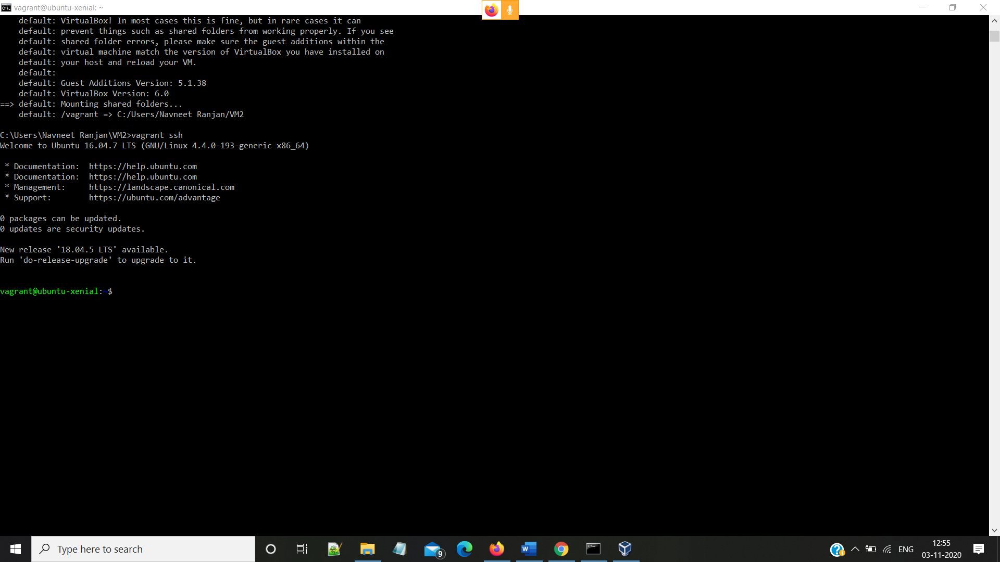 vagrant@ubuntu-xenial: ~
default: VirtualBox! In most cases this is fine, but in rare cases it can
default: prevent things such as shared folders from working properly. If you see
default: shared folder errors, please make sure the guest additions within the
default: virtual machine match the version of VirtualBox you have installed on
default: your host and reload your VM.
default:
default: Guest Additions Version: 5.1.38
default: VirtualBox Version: 6.0
==> default: Mounting shared folders...
default: /vagrant => C:/Users/Navneet Ranjan/VM2
C:\Users\Navneet Ranjan\VM2>vagrant ssh
Welcome to Ubuntu 16.04.7 LTS (GNU/Linux 4.4.0-193-generic x86_64)
* Documentation:  https://help.ubuntu.com
* Documentation:  https://help.ubuntu.com
* Management:     https://landscape.canonical.com
* Support:        https://ubuntu.com/advantage
0 packages can be updated.
0 updates are security updates.
New release '18.04.5 LTS' available.
Run 'do-release-upgrade' to upgrade to it.
vagrant@ubuntu-xenial:~$
Type here to search
9
ENG
12:55
03-11-2020